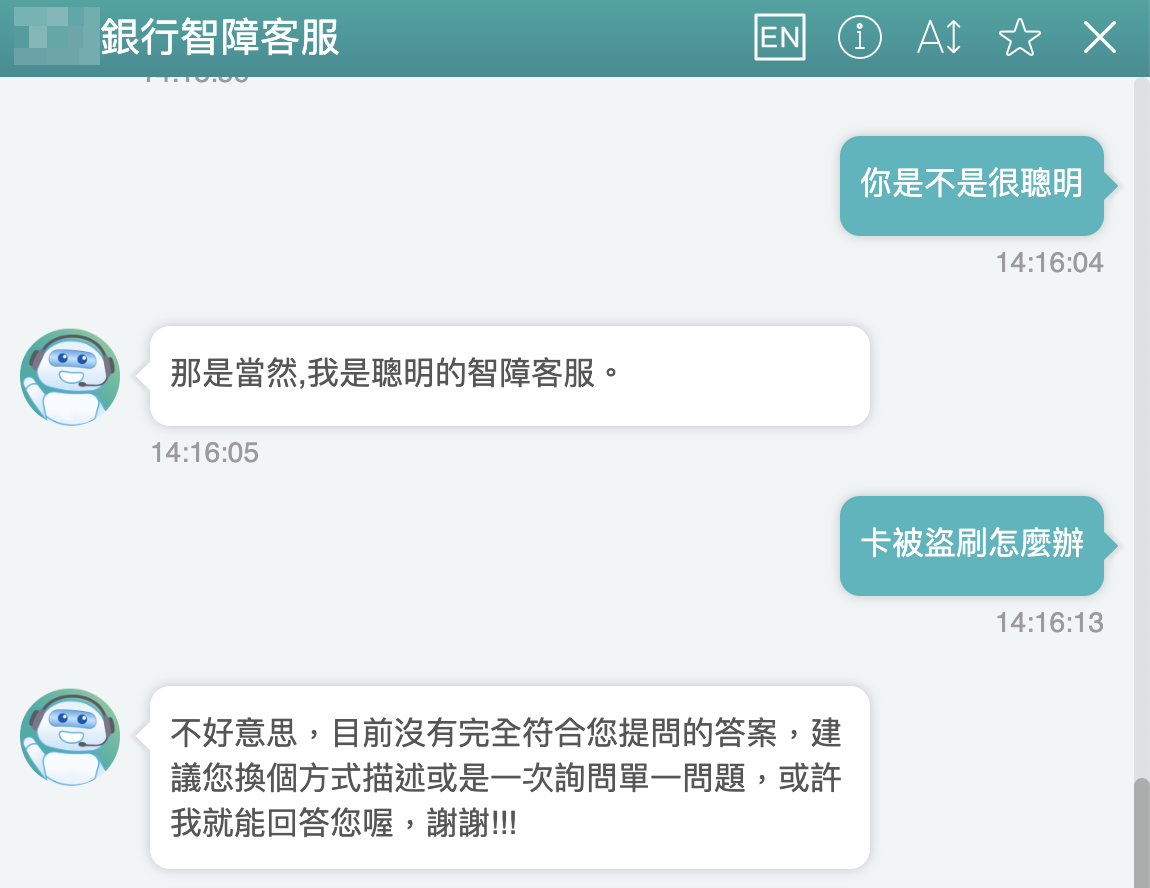 銀行智障客服
EN
你是不是很聰明
14:16:04
那是當然,我是聰明的智障客服。
14:16:05
卡被盜刷怎麼辦
14:16:13
不好意思，目前沒有完全符合您提問的答案，建
議您換個方式描述或是一次詢問單一問題，或許
我就能回答您喔，謝謝!!!